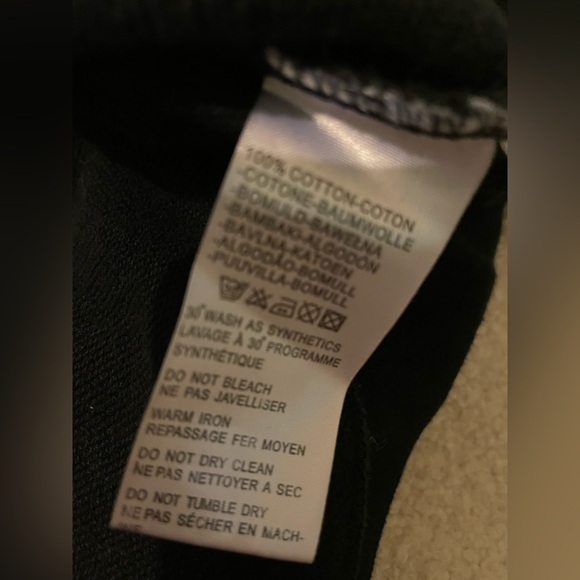 100% COTTON-COTON
-COTONE-BAUMWOLLE
BOMULD-BAWEŁNA
-BAMBAKI-ALGODÓN
-BAVLNA-KATOEN
-ALGODÃO-BOMULL
-PUUVILLA-BOMULL
30° WASH AS SYNTHETICS
LAVAGE À 30° PROGRAMME
SYNTHÉTIQUE
DO NOT BLEACH
NE PAS JAVELLISER
WARM IRON
REPASSAGE FER MOYEN
DO NOT DRY CLEAN
NE PAS NETTOYER A SEC
DO NOT TUMBLE DRY
NE PAS SÉCHER EN MACH-
INE